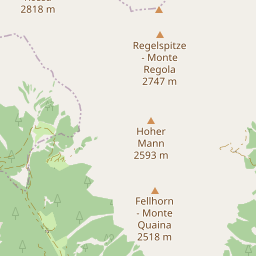 2818 m
Regelspitze
- Monte
Regola
2747 m
Hoher
Mann
2593 m
Fellhorn
- Monte
Quaina
2518 m